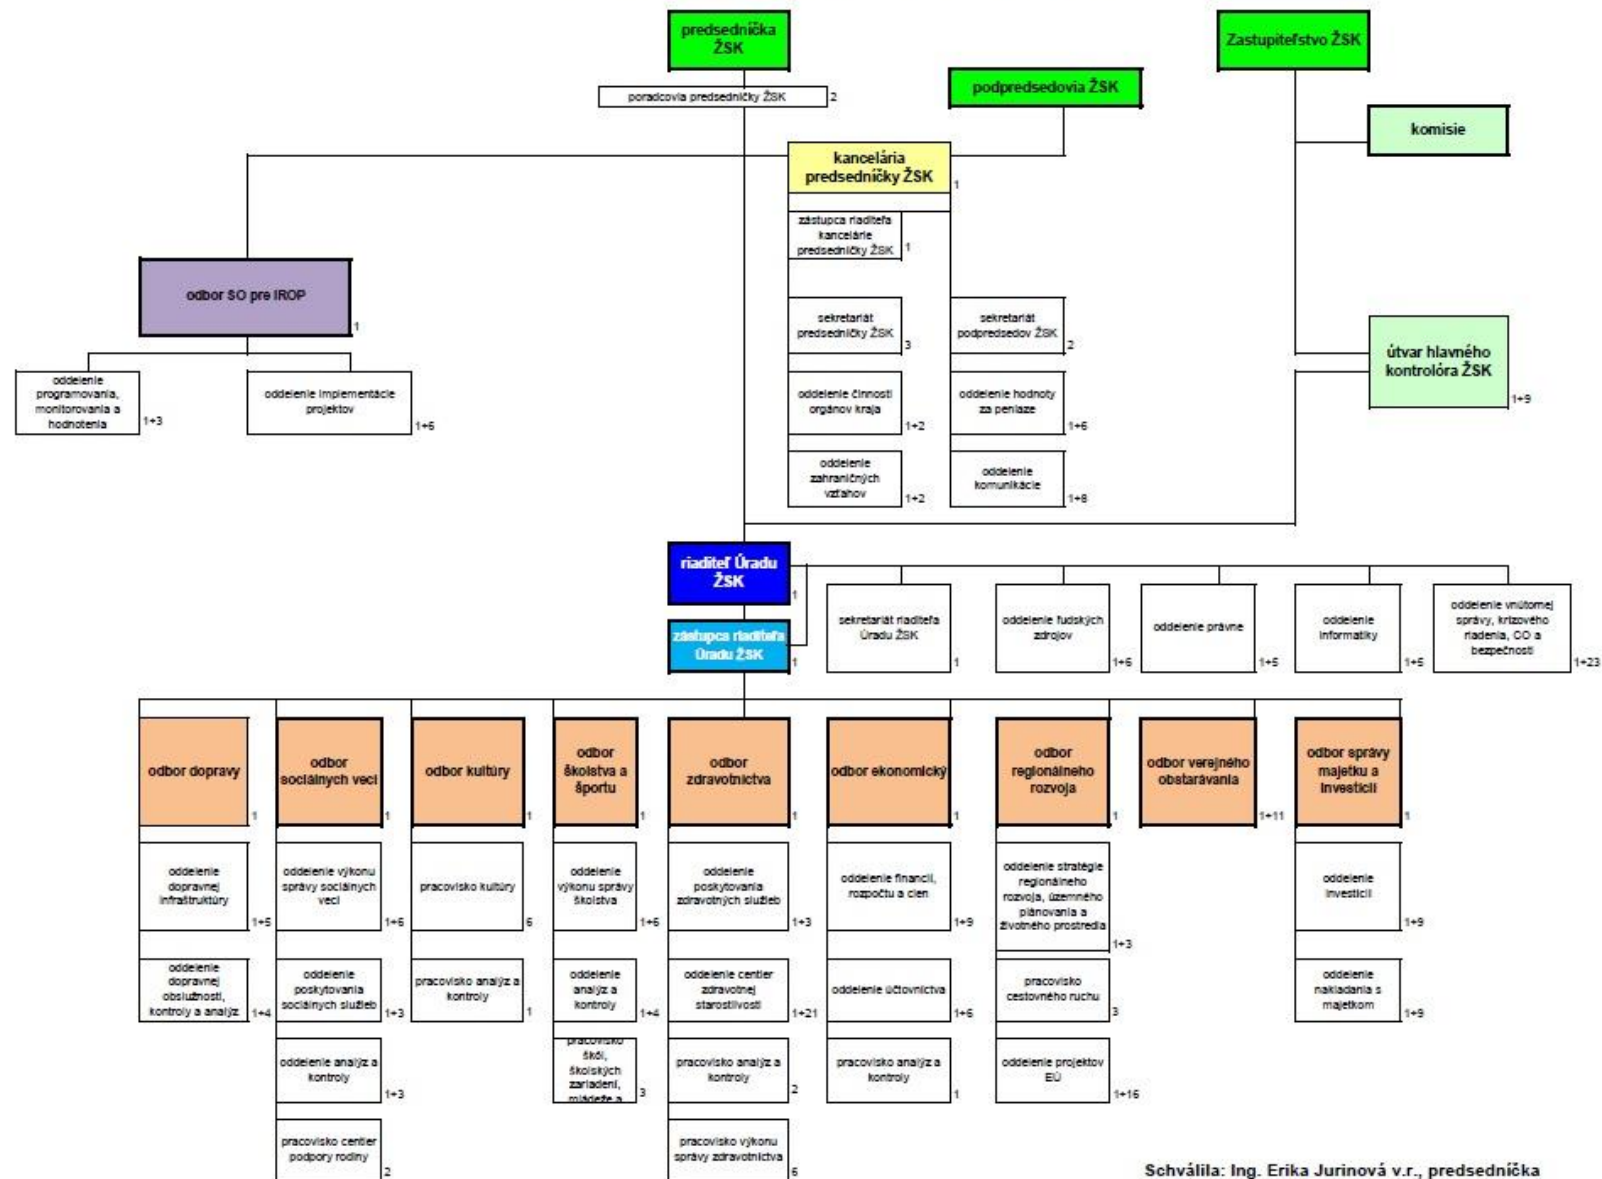 predsedníčka
ŽSK
Zastupiteľstvo ŽSK
poradcovia predsedníčky ŽSK
2
podpredsedovia ŽSK
komisie
kancelária
predsedníčky ŽSK
1
zástupca riaditeľa
kancelárie
predsedníčky ŽSK
1
odbor SO pre IROP
1
sekretariát
predsedníčky ŽSK
3
sekretariát
podpredsedov ŽSK
2
útvar hlavného
kontrolóra ŽSK
1+9
oddelenie
programovania,
monitorovania a
hodnotenia
1+3
oddelenie implementácie
projektov
1+6
oddelenie činnosti
orgánov kraja
1+2
oddelenie hodnoty
za peniaze
1+6
oddelenie
zahraničných
vzťahov
1+2
oddelenie
komunikácie
1+8
riaditeľ Úradu
ŽSK
1
zástupca riaditeľa
Úradu ŽSK
1
sekretariát riaditeľa
Úradu ŽSK
1
oddelenie ľudských
zdrojov
1+6
oddelenie právne
1+5
oddelenie
informatiky
1+5
oddelenie vnútornej
správy, krízového
riadenia, CO a
bezpečnosti
1+23
odbor dopravy
1
odbor
sociálnych vecí
1
odbor kultúry
1
odbor
školstva a
športu
1
odbor
zdravotníctva
1
odbor ekonomický
1
odbor
regionálneho
rozvoja
1
odbor verejného
obstarávania
1+11
odbor správy
majetku a
investícií
1
oddelenie
dopravnej
infraštruktúry
1+5
oddelenie výkonu
správy sociálnych
vecí
1+6
pracovisko kultúry
6
oddelenie
výkonu správy
školstva
1+6
oddelenie
poskytovania
zdravotných služieb
1+3
oddelenie financií,
rozpočtu a cien
1+9
oddelenie stratégie
regionálneho
rozvoja, územného
plánovania a
životného prostredia
1+3
oddelenie
investícií
1+9
oddelenie
dopravnej
obslužnosti,
kontroly a analýz
1+4
oddelenie
poskytovania
sociálnych služieb
1+3
pracovisko analýz a
kontroly
1
oddelenie
analýz a
kontroly
1+4
oddelenie centier
zdravotnej
starostlivosti
1+21
oddelenie účtovníctva
1+6
pracovisko
cestovného ruchu
3
oddelenie
nakladania s
majetkom
1+9
oddelenie analýz a
kontroly
1+3
pracovisko
škôl,
školských
zariadení,
mládeže a
3
pracovisko analýz a
kontroly
2
pracovisko analýz a
kontroly
1
oddelenie projektov
EÚ
1+16
pracovisko centier
podpory rodiny
2
pracovisko výkonu
správy zdravotníctva
6
Schválila: Ing. Erika Jurinová v.r., predsedníčka